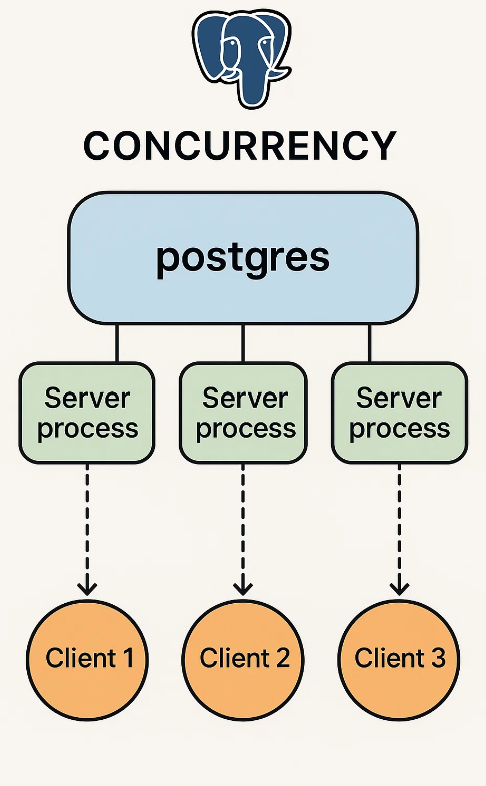 CONCURRENCY
postgres
Server
process
Server
process
Server
process
Client 1
Client 2
Client 3